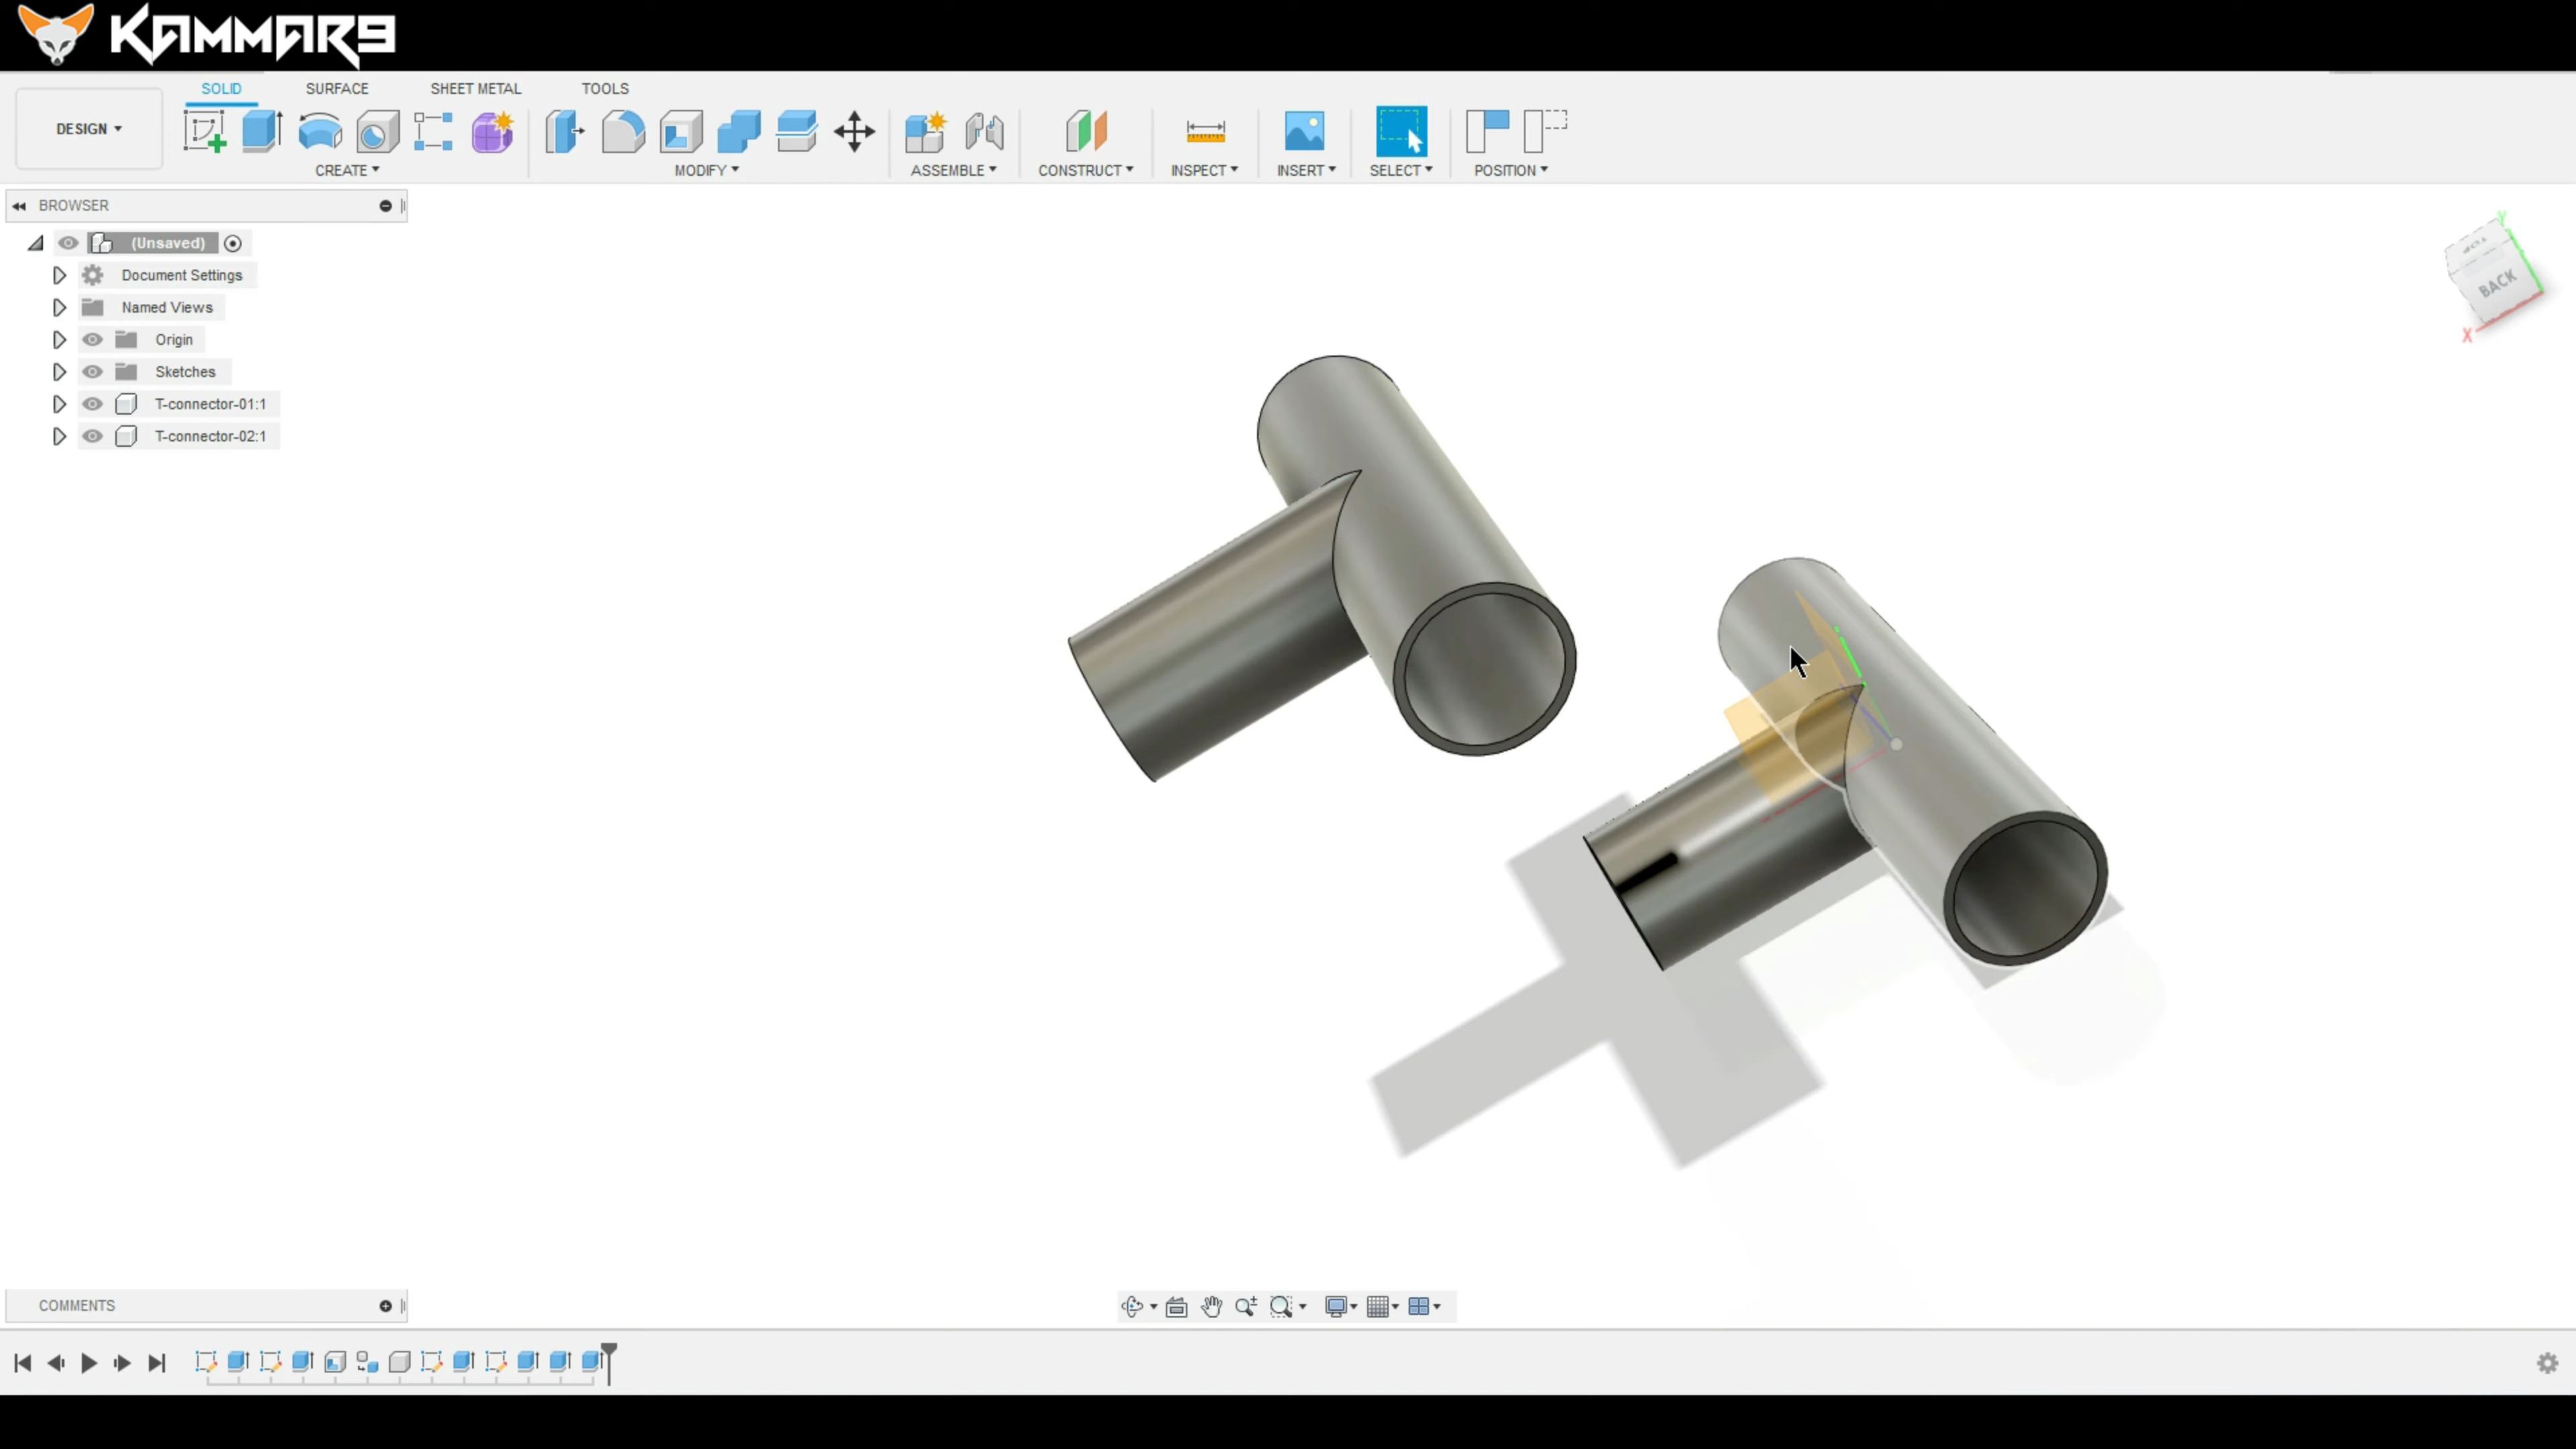 KAMMAR9
SOLID SURFACE SHEET METAL TOOLS
DESIGN
CREATE MODIFY ASSEMBLE CONSTRUCT INSPECT INSERT SELECT POSITION
BROWSER
(Unsaved)
Document Settings
Named Views
Origin
Sketches
T-connector-01:1
T-connector-02:1
Y
TOP
BACK
X
COMMENTS